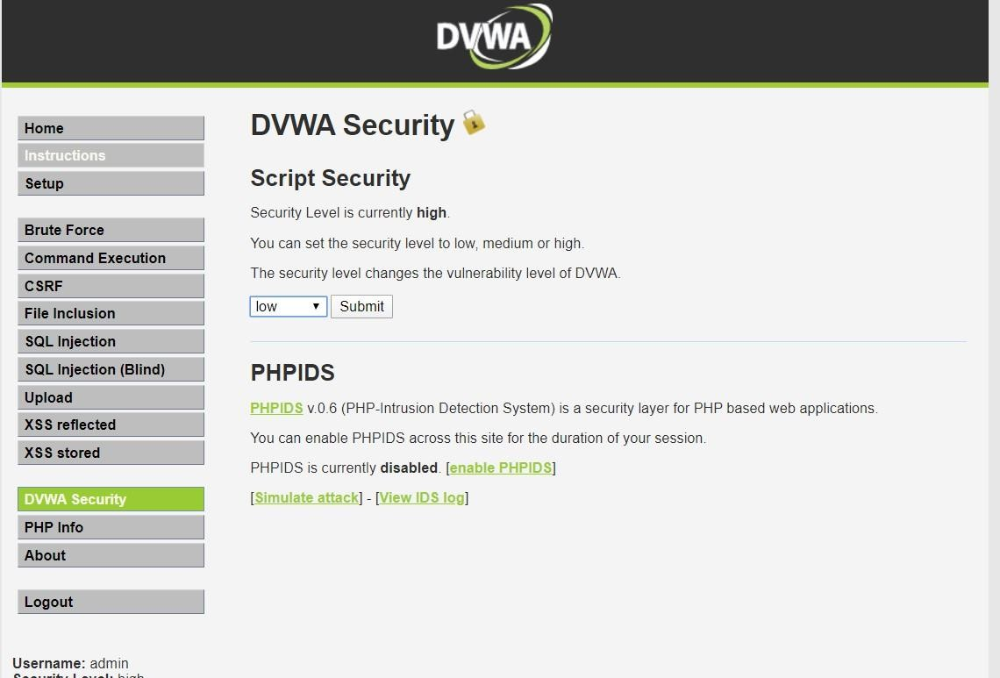 DVWA
Home
Instructions
Setup
Brute Force
Command Execution
CSRF
File Inclusion
SQL Injection
SQL Injection (Blind)
Upload
XSS reflected
XSS stored
DVWA Security
PHP Info
About
Logout
Username: admin
Security Level: high
DVWA Security
Script Security
Security Level is currently high.
You can set the security level to low, medium or high.
The security level changes the vulnerability level of DVWA.
low Submit
PHPIDS
PHPIDS v.0.6 (PHP-Intrusion Detection System) is a security layer for PHP based web applications.
You can enable PHPIDS across this site for the duration of your session.
PHPIDS is currently disabled. [enable PHPIDS]
[Simulate attack] - [View IDS log]